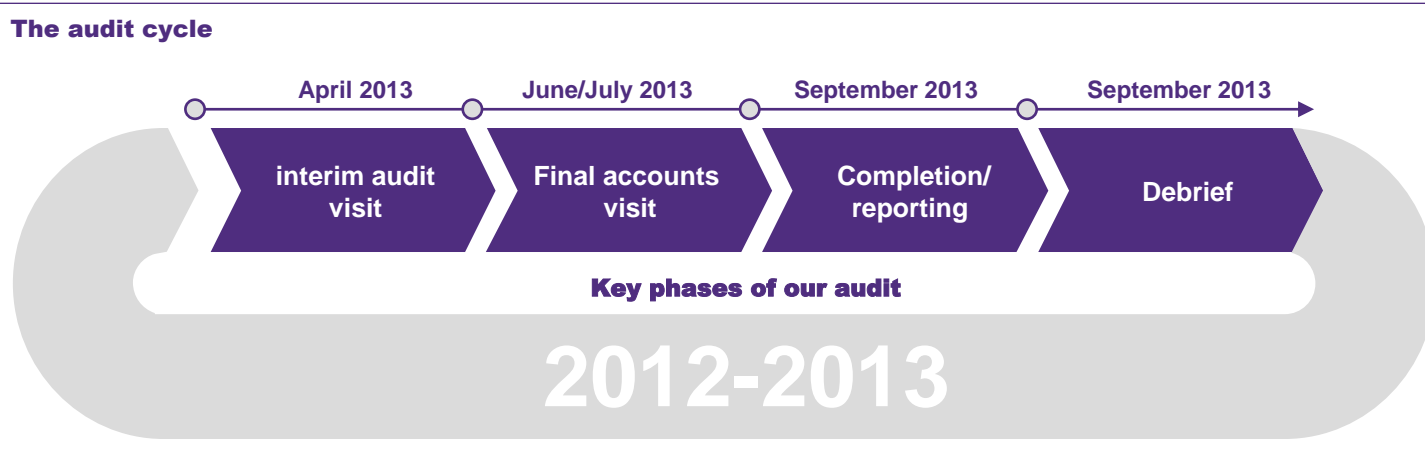 The audit cycle
April 2013
June/July 2013
September 2013
September 2013
interim audit
visit
Final accounts
visit
Completion/
reporting
Debrief
Key phases of our audit
2012-2013